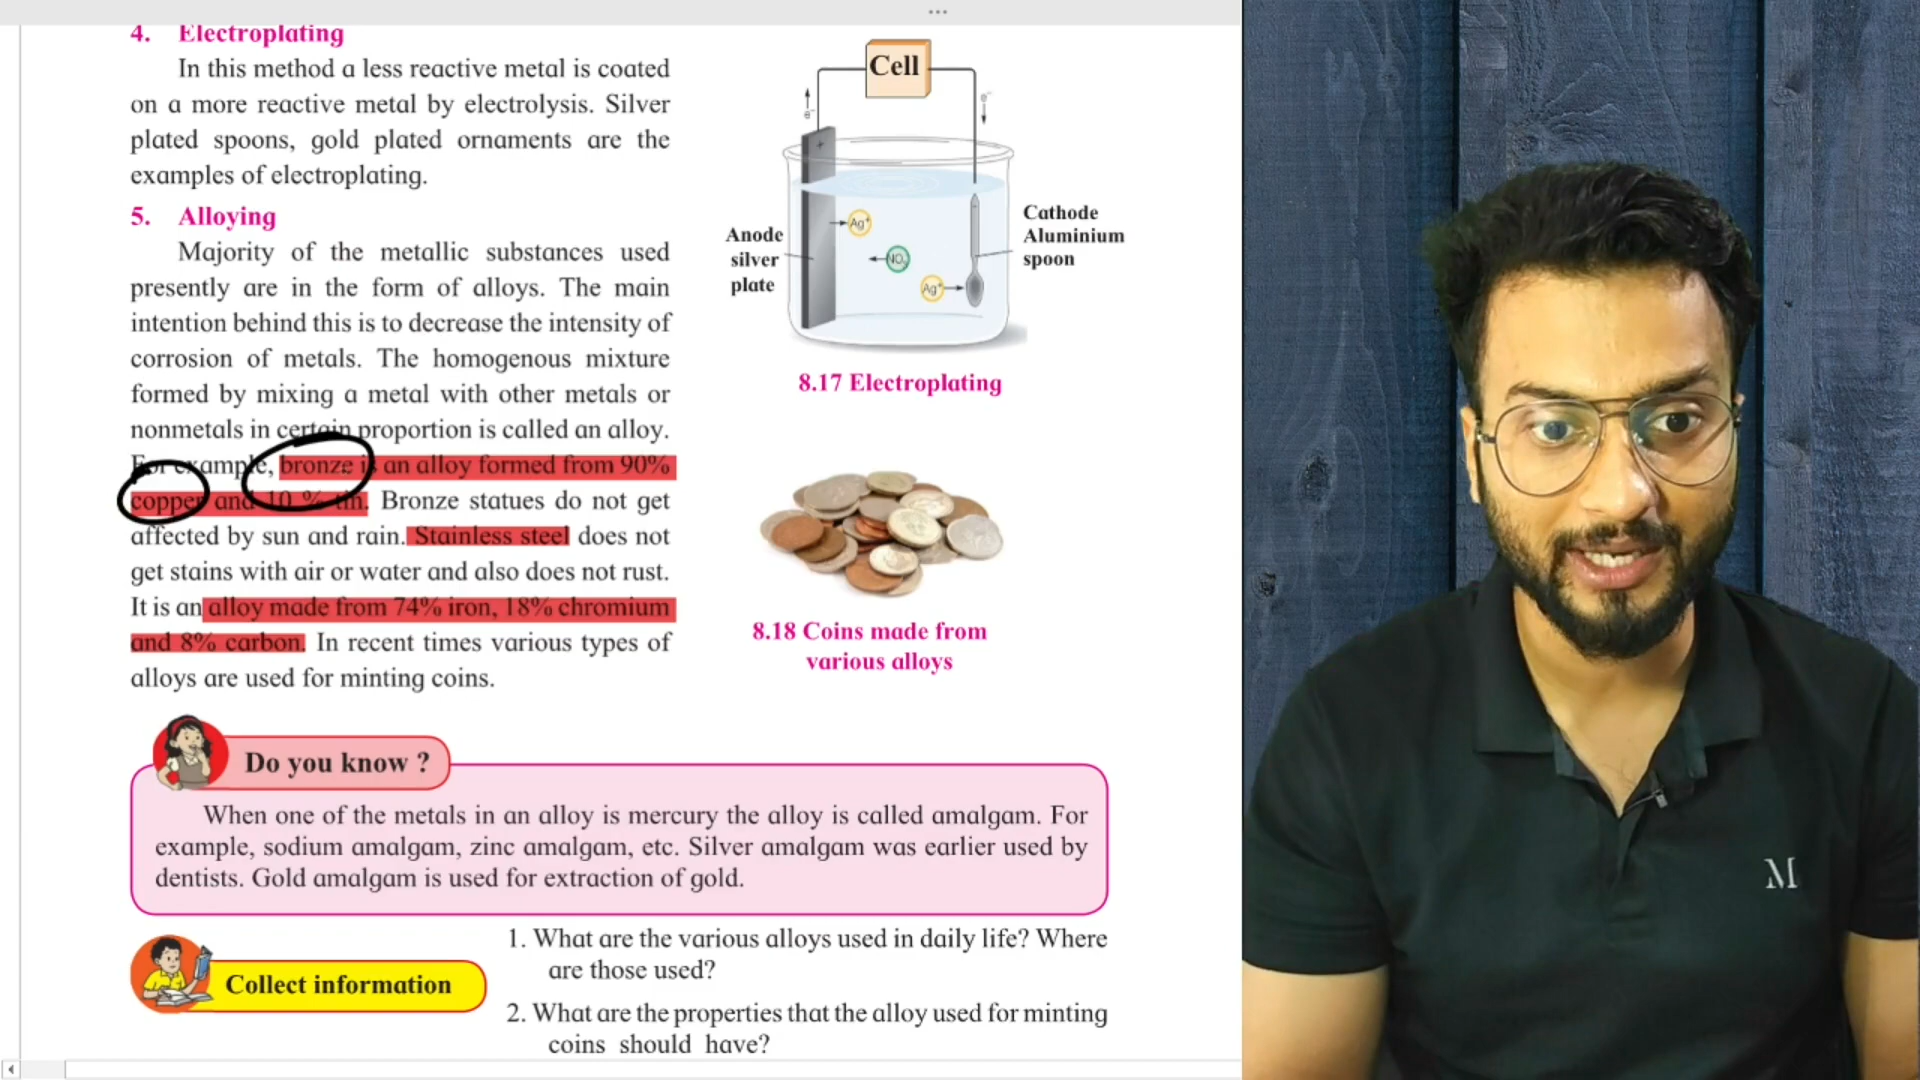 4. Electroplating
In this method a less reactive metal is coated
on a more reactive metal by electrolysis. Silver
plated spoons, gold plated ornaments are the
examples of electroplating.
5. Alloying
Majority of the metallic substances used
presently are in the form of alloys. The main
intention behind this is to decrease the intensity of
corrosion of metals. The homogenous mixture
formed by mixing a metal with other metals or
nonmetals in certain proportion is called an alloy.
For example, bronze is an alloy formed from 90%
copper and 10 % tin. Bronze statues do not get
affected by sun and rain. Stainless steel does not
get stains with air or water and also does not rust.
It is an alloy made from 74% iron, 18% chromium
and 8% carbon. In recent times various types of
alloys are used for minting coins.
Cell
e⁻
e⁻
+
-
Ag⁺
NO₃⁻
Ag⁺
Anode
silver
plate
Cathode
Aluminium
spoon
8.17 Electroplating
8.18 Coins made from
various alloys
Do you know ?
When one of the metals in an alloy is mercury the alloy is called amalgam. For
example, sodium amalgam, zinc amalgam, etc. Silver amalgam was earlier used by
dentists. Gold amalgam is used for extraction of gold.
Collect information
1. What are the various alloys used in daily life? Where
are those used?
2. What are the properties that the alloy used for minting
coins should have?
M